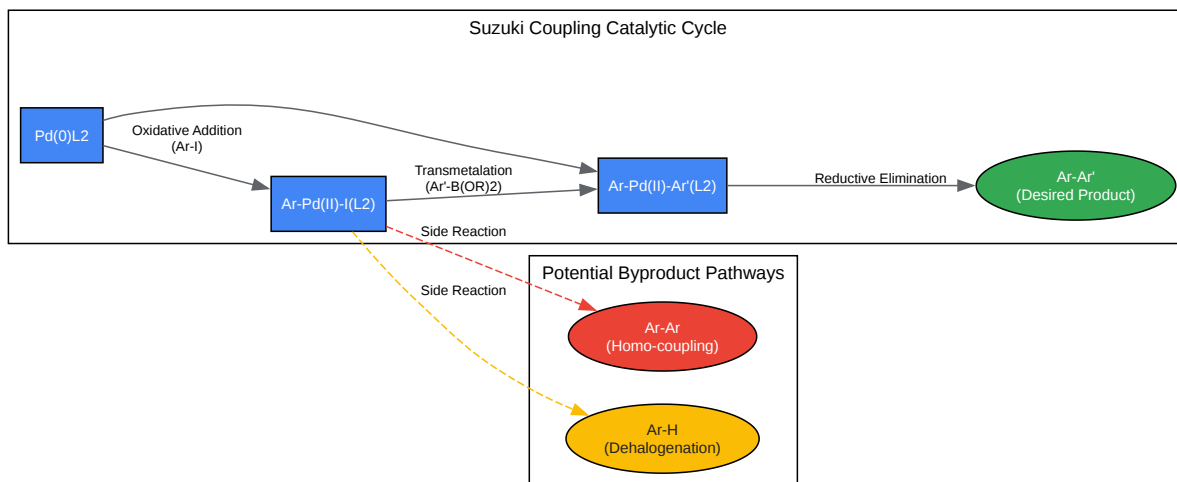 Suzuki Coupling Catalytic Cycle
Pd(0)L2
Oxidative Addition
(Ar-I)
Ar-Pd(II)-I(L2)
Transmetalation
(Ar'-B(OR)2)
Ar-Pd(II)-Ar'(L2)
Reductive Elimination
Ar-Ar'
(Desired Product)
Side Reaction
Side Reaction
Potential Byproduct Pathways
Ar-Ar
(Homo-coupling)
Ar-H
(Dehalogenation)